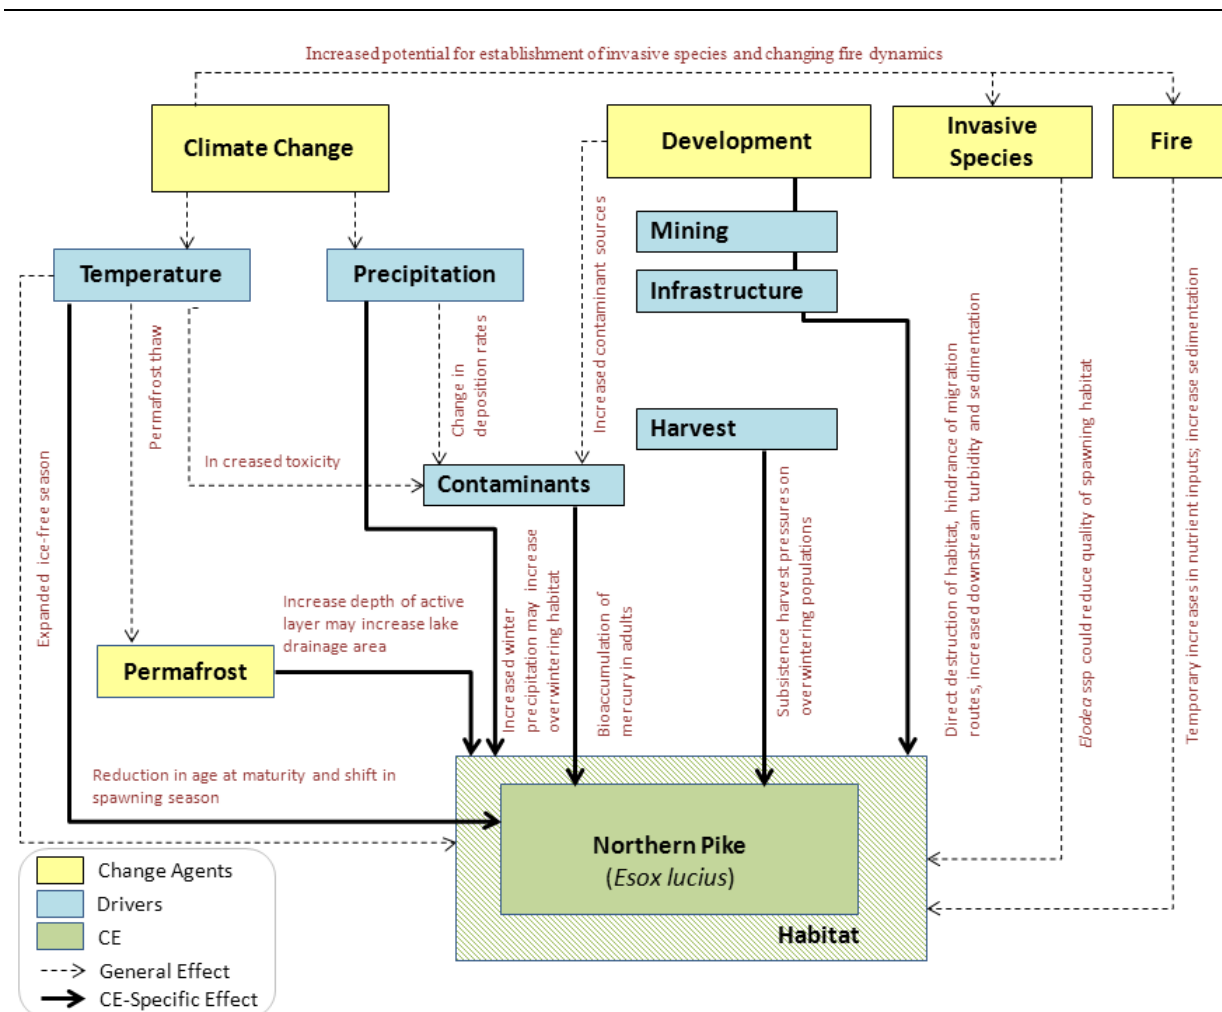 Increased potential for establishment of invasive species and changing fire dynamics
Climate Change
Development
Invasive
Species
Fire
Mining
Temperature
Precipitation
Infrastructure
Harvest
Contaminants
Permafrost
Expanded ice-free season
Permafrost thaw
In creased toxicity
Change in
deposition rates
Increased contaminant sources
Increase depth of active
layer may increase lake
drainage area
Increased winter
precipitation may increase
overwintering habitat
Bioaccumulation of
mercury in adults
Subsistence harvest pressures on
overwintering populations
Direct destruction of habitat, hindrance of migration
routes, increased downstream turbidity and sedimentation
Elodea ssp could reduce quality of spawning habitat
Temporary increases in nutrient inputs; increase sedimentation
Reduction in age at maturity and shift in
spawning season
Northern Pike
(Esox lucius)
Habitat
Change Agents
Drivers
CE
General Effect
CE-Specific Effect